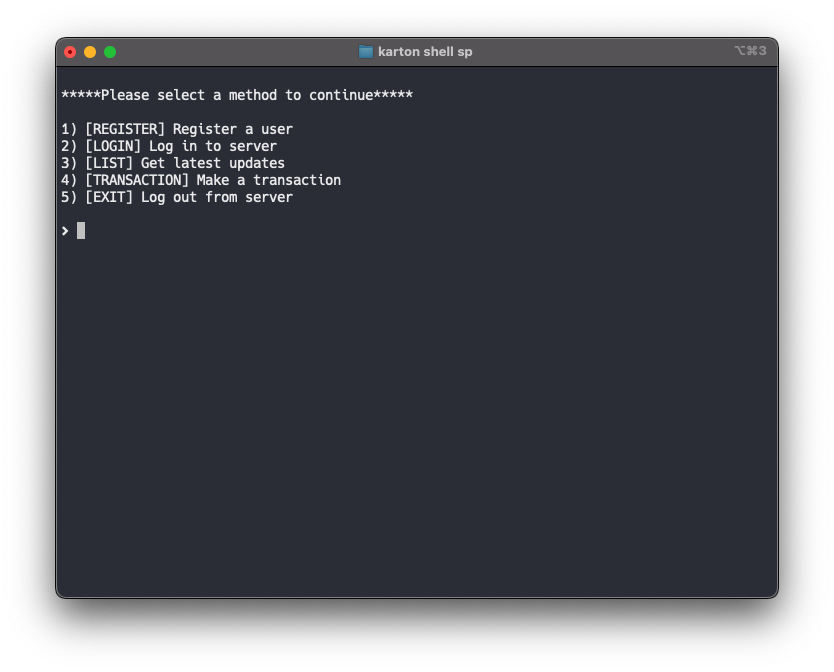 karton shell sp
⌥⌘3
*****Please select a method to continue*****
1) [REGISTER] Register a user
2) [LOGIN] Log in to server
3) [LIST] Get latest updates
4) [TRANSACTION] Make a transaction
5) [EXIT] Log out from server
>